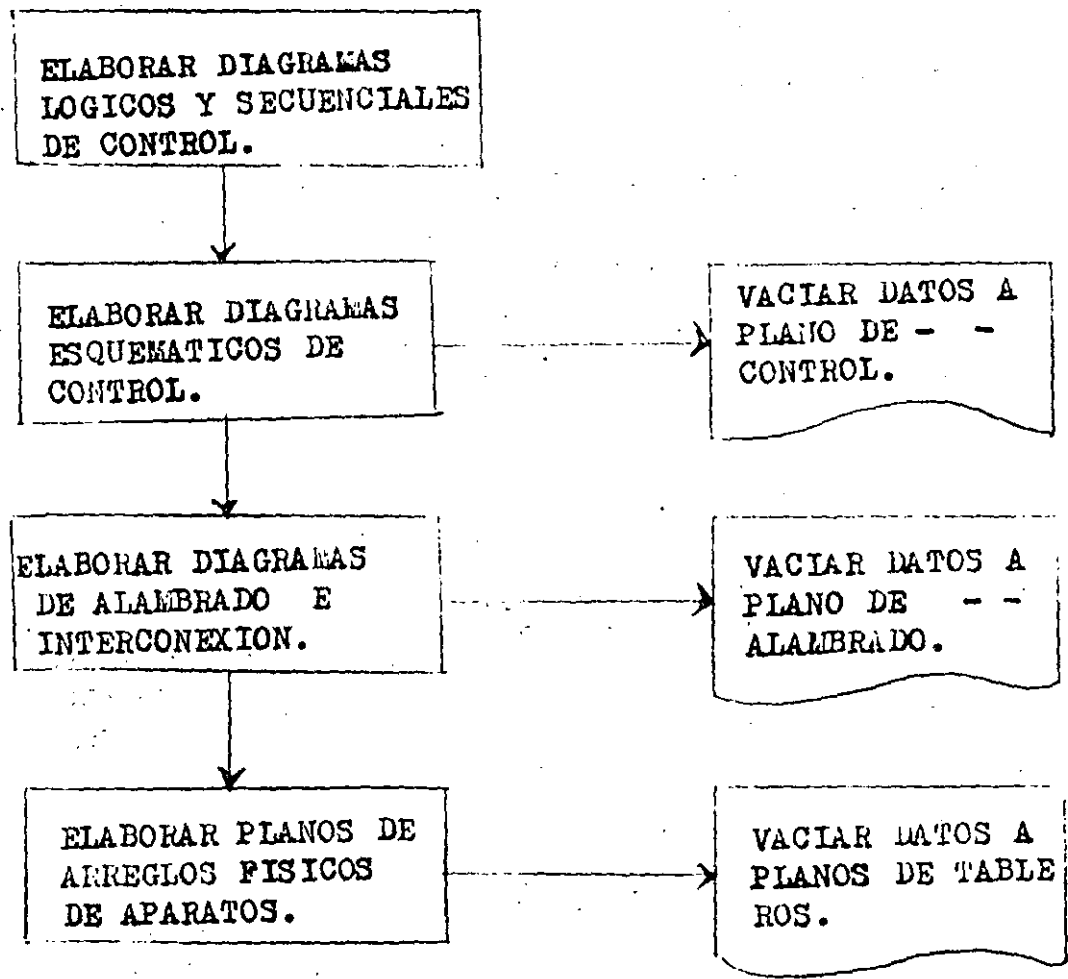 ELABORAR DIAGRAMAS
LOGICOS Y SECUENCIALES
DE CONTROL.
ELABORAR DIAGRAMAS
ESQUEMATICOS DE
CONTROL.
VACIAR DATOS A
PLANO DE - -
CONTROL.
ELABORAR DIAGRAMAS
DE ALAMBRADO E
INTERCONEXION.
VACIAR DATOS A
PLANO DE - -
ALAMBRADO.
ELABORAR PLANOS DE
ARREGLOS FISICOS
DE APARATOS.
VACIAR DATOS A
PLANOS DE TABLE
ROS.